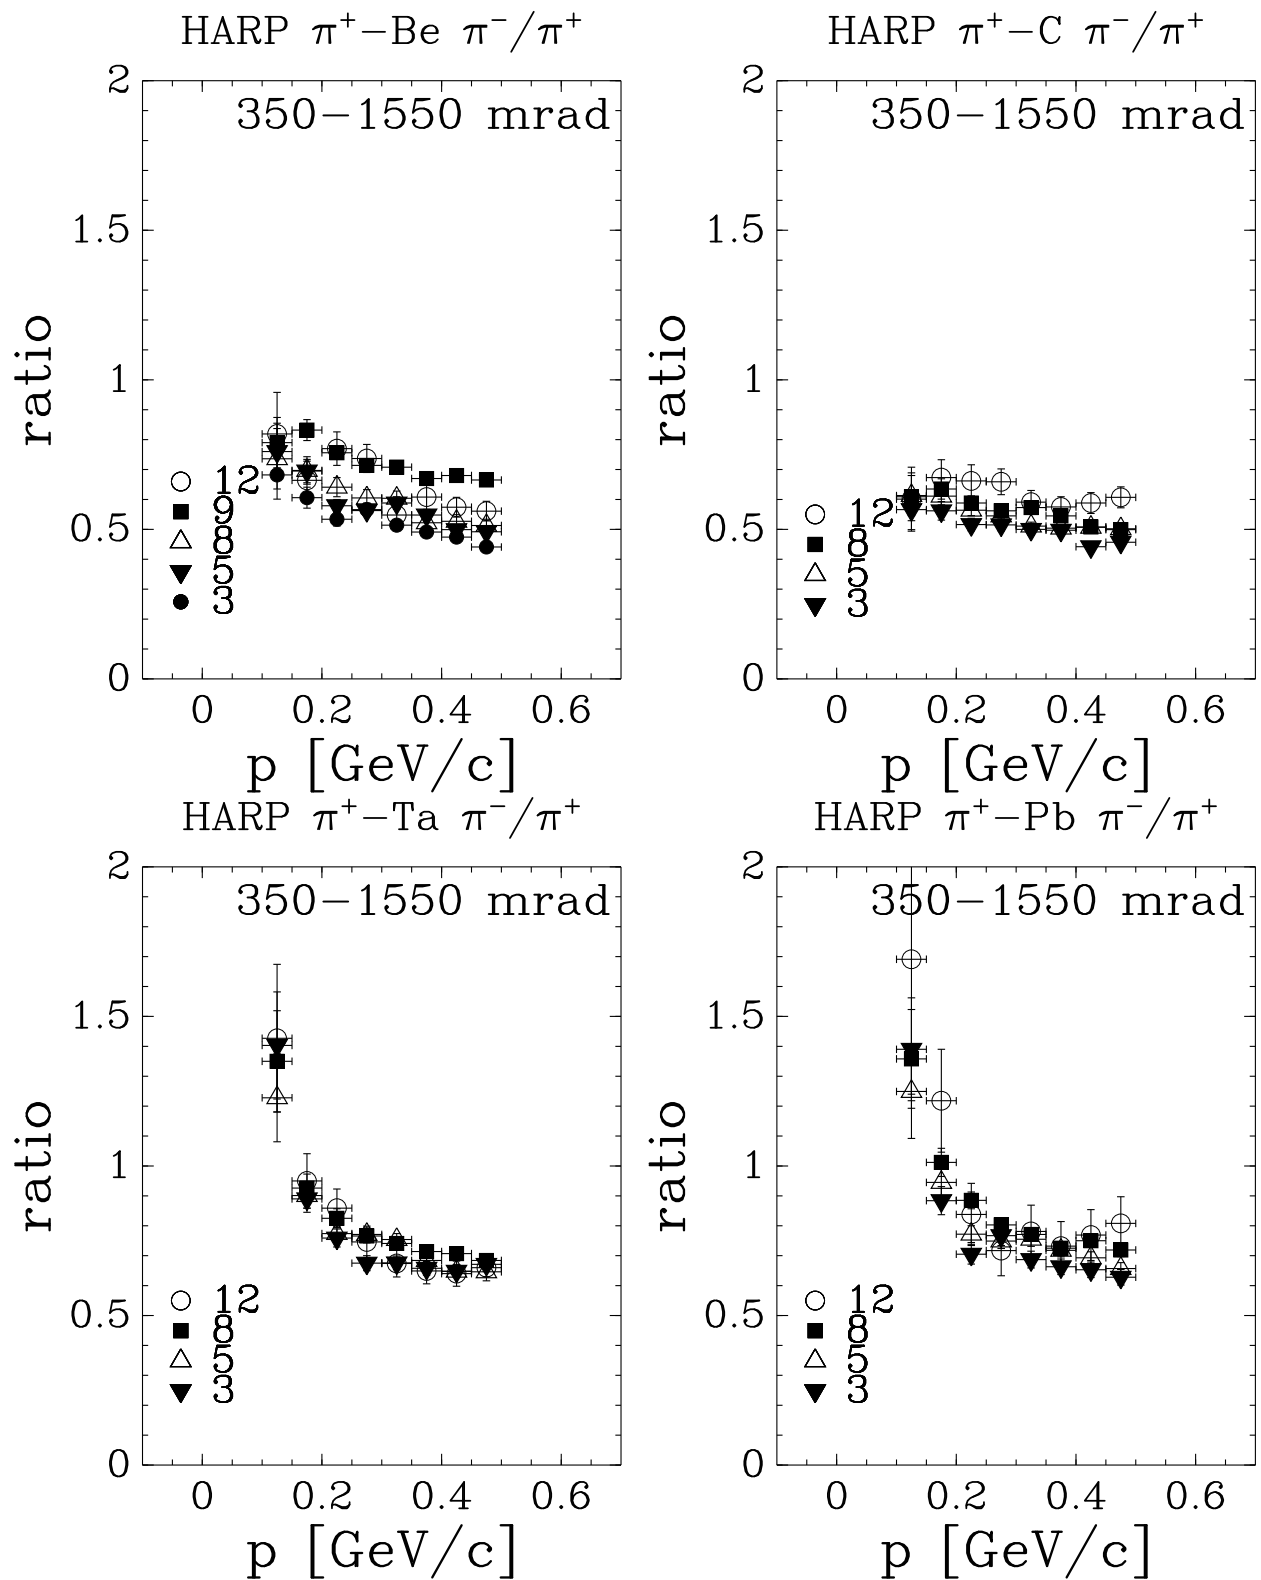 HARP π⁺−Be π⁻/π⁺
350−1550 mrad
2
1.5
1
0.5
0
ratio
12
9
8
5
3
0 0.2 0.4 0.6
p [GeV/c]
HARP π⁺−C π⁻/π⁺
350−1550 mrad
2
1.5
1
0.5
0
ratio
12
8
5
3
0 0.2 0.4 0.6
p [GeV/c]
HARP π⁺−Ta π⁻/π⁺
350−1550 mrad
2
1.5
1
0.5
0
ratio
12
8
5
3
0 0.2 0.4 0.6
p [GeV/c]
HARP π⁺−Pb π⁻/π⁺
350−1550 mrad
2
1.5
1
0.5
0
ratio
12
8
5
3
0 0.2 0.4 0.6
p [GeV/c]